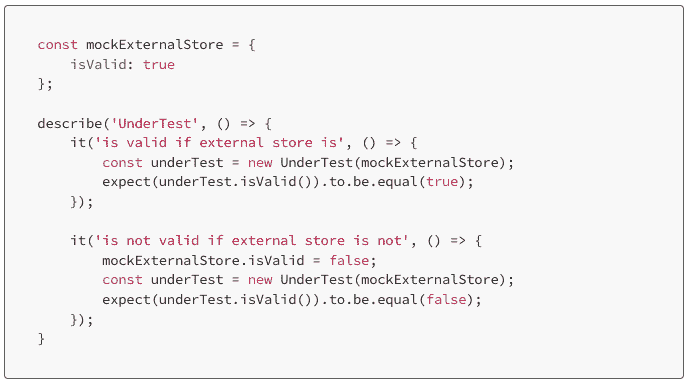 const mockExternalStore = {
    isValid: true
};

describe('UnderTest', () => {
    it('is valid if external store is', () => {
        const underTest = new UnderTest(mockExternalStore);
        expect(underTest.isValid()).to.be.equal(true);
    });

    it('is not valid if external store is not', () => {
        mockExternalStore.isValid = false;
        const underTest = new UnderTest(mockExternalStore);
        expect(underTest.isValid()).to.be.equal(false);
    });
}